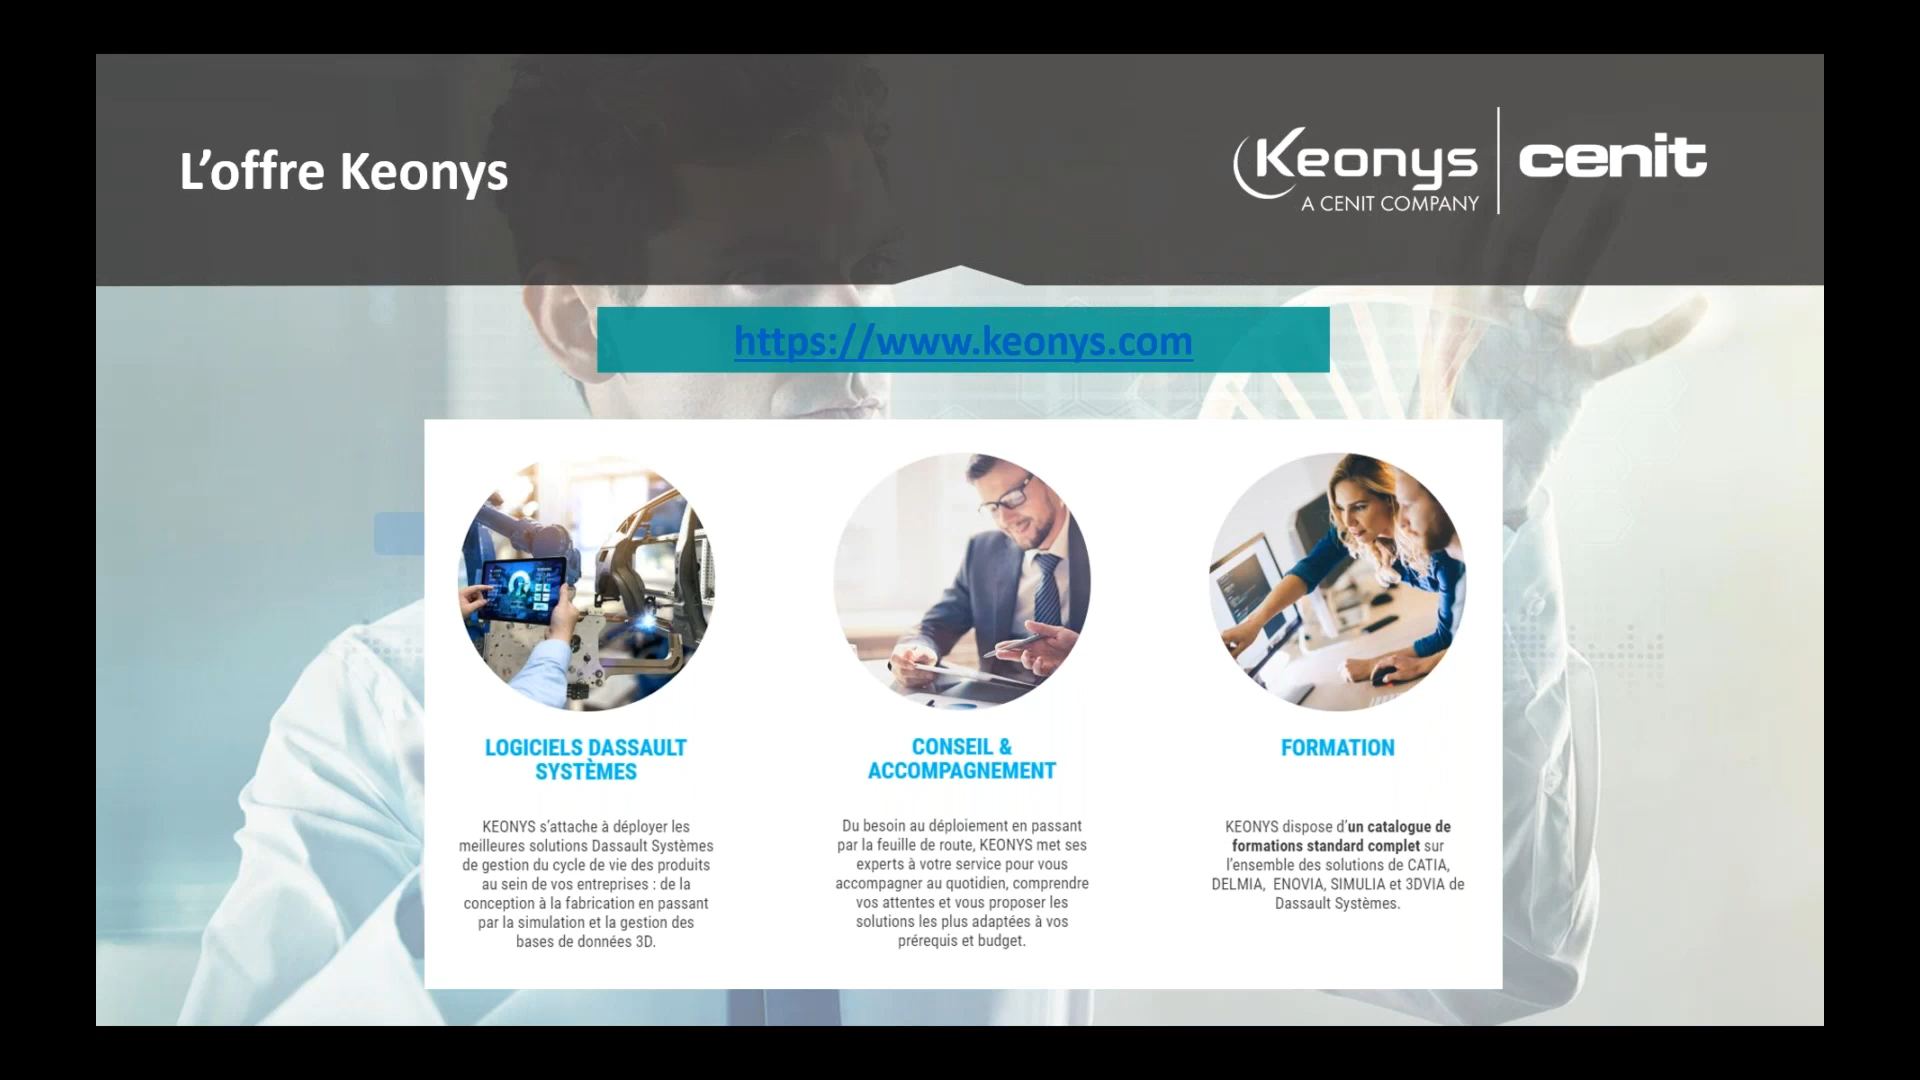 L'offre Keonys
Keonys
A CENIT COMPANY
cenit
https://www.keonys.com
LOGICIELS DASSAULT
SYSTÈMES
KEONYS s'attache à déployer les
meilleures solutions Dassault Systèmes
de gestion du cycle de vie des produits
au sein de vos entreprises : de la
conception à la fabrication en passant
par la simulation et la gestion des
bases de données 3D.
CONSEIL &
ACCOMPAGNEMENT
Du besoin au déploiement en passant
par la feuille de route, KEONYS met ses
experts à votre service pour vous
accompagner au quotidien, comprendre
vos attentes et vous proposer les
solutions les plus adaptées à vos
prérequis et budget.
FORMATION
KEONYS dispose d'un catalogue de
formations standard complet sur
l'ensemble des solutions de CATIA,
DELMIA, ENOVIA, SIMULIA et 3DVIA de
Dassault Systèmes.